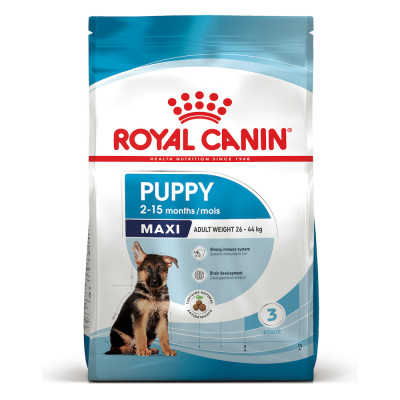 ROYAL CANIN
HEALTH NUTRITION SINCE 1968
PUPPY
2-15 months/mois
MAXI
ADULT WEIGHT 26 - 44 kg
Strong immune system
Brain development
3
STAGE